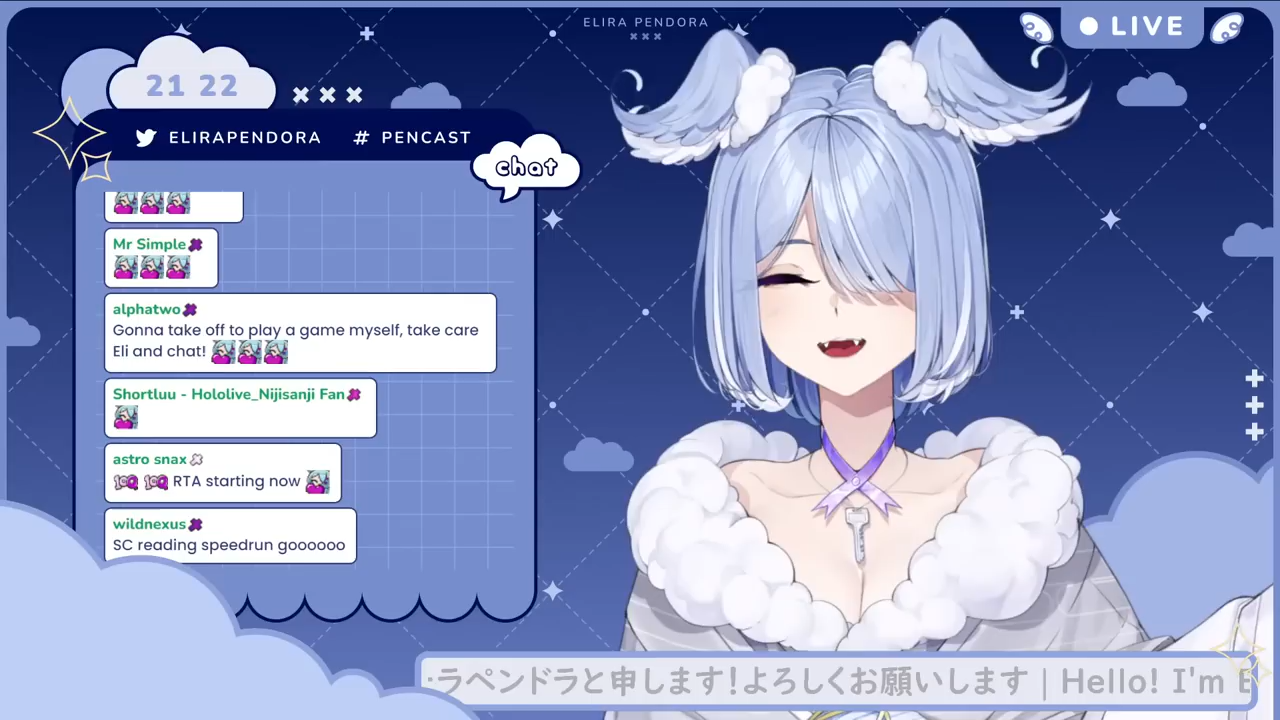 ELIRA PENDORA
LIVE
21 22
ELIRAPENDORA # PENCAST
chat
Mr Simple
alphatwo
Gonna take off to play a game myself, take care
Eli and chat!
Shortluu - Hololive_Nijisanji Fan
astro snax
RTA starting now
wildnexus
SC reading speedrun goooooo
ラペンドラと申します!よろしくお願いします | Hello! I'm E